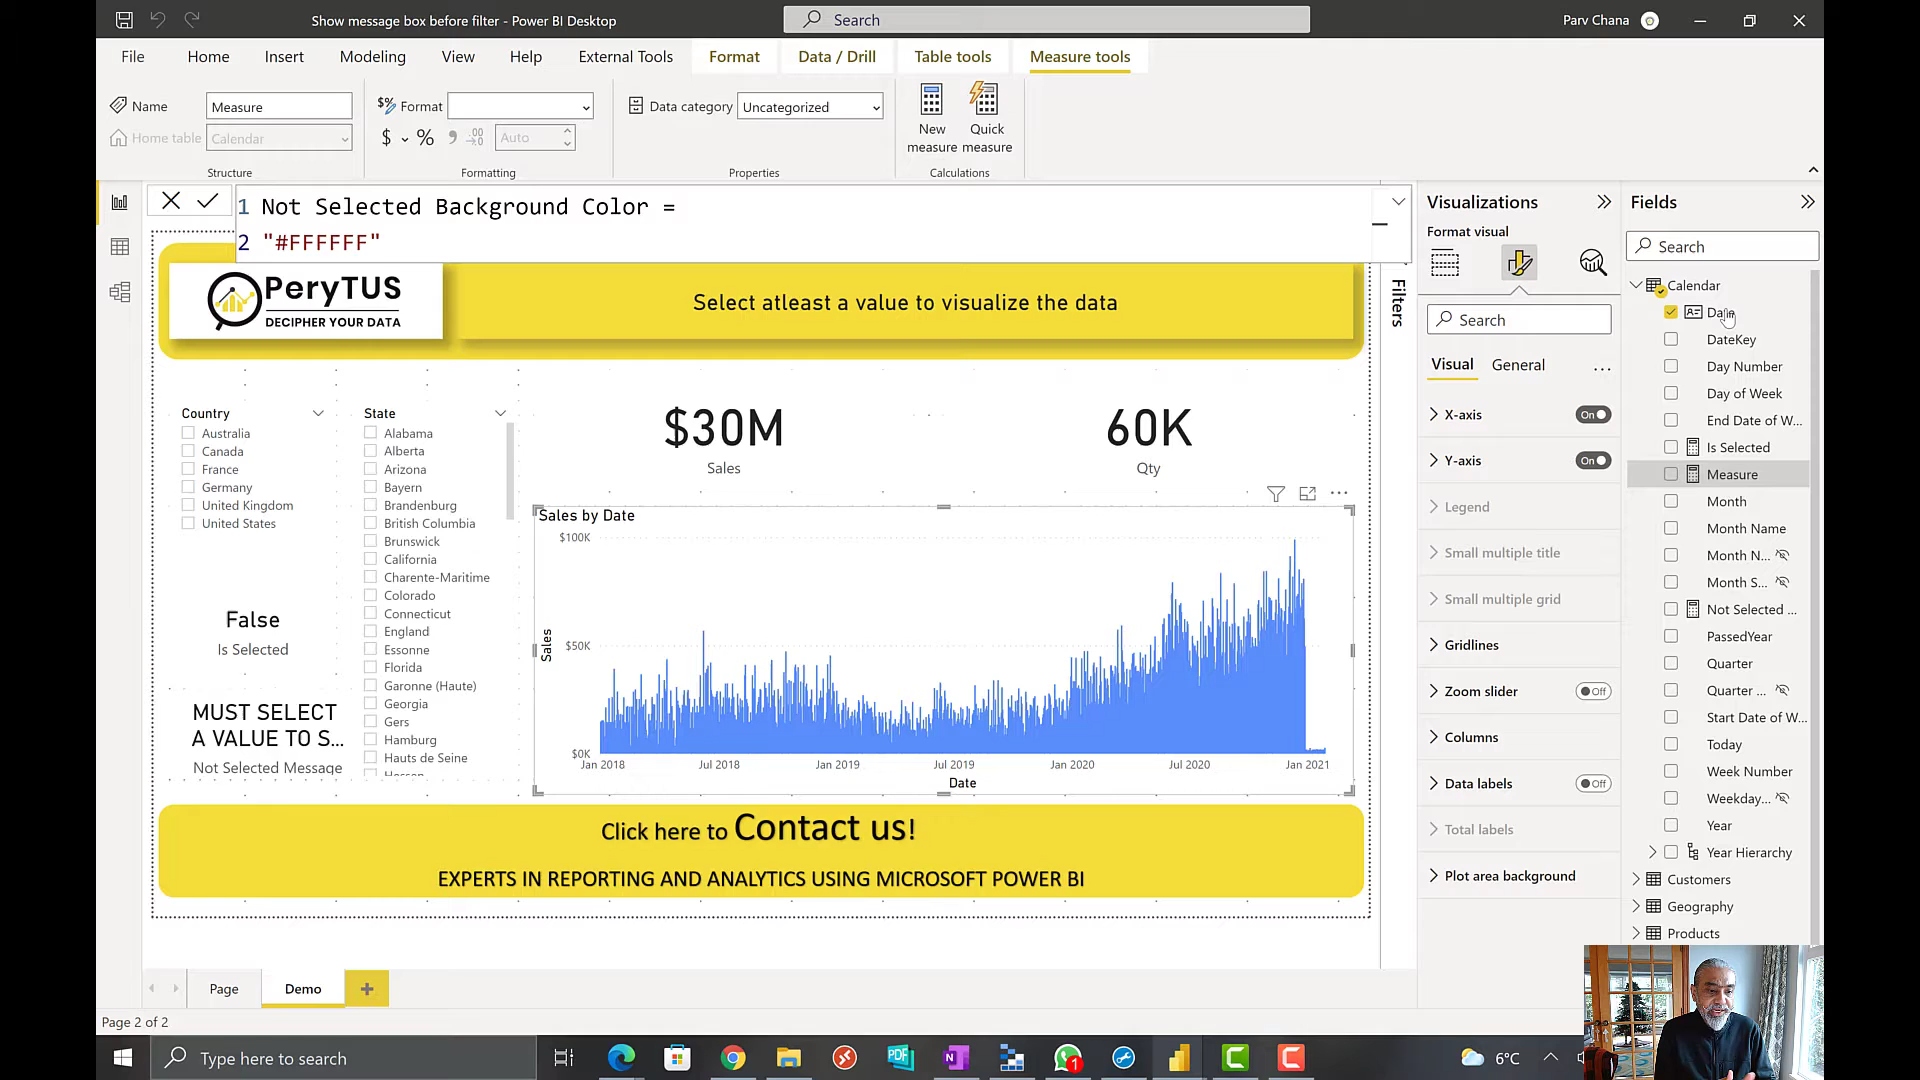 Show message box before filter - Power BI Desktop
Search
Parv Chana
File
Home
Insert
Modeling
View
Help
External Tools
Format
Data / Drill
Table tools
Measure tools
Name
Measure
Home table
Calendar
Structure
$% Format
$ % 9 .00
Auto
Formatting
Data category
Uncategorized
Properties
New measure
Quick measure
Calculations
1 Not Selected Background Color =
2 "#FFFFFF"
PeryTUS
DECIPHER YOUR DATA
Select atleast a value to visualize the data
Country
Australia
Canada
France
Germany
United Kingdom
United States
False
Is Selected
MUST SELECT
A VALUE TO S...
Not Selected Message
State
Alabama
Alberta
Arizona
Bayern
Brandenburg
British Columbia
Brunswick
California
Charente-Maritime
Colorado
Connecticut
England
Essonne
Florida
Garonne (Haute)
Georgia
Gers
Hamburg
Hauts de Seine
$30M
Sales
60K
Qty
Sales by Date
$100K
$50K
$0K
Sales
Jan 2018
Jul 2018
Jan 2019
Jul 2019
Jan 2020
Jul 2020
Jan 2021
Date
Click here to Contact us!
EXPERTS IN REPORTING AND ANALYTICS USING MICROSOFT POWER BI
Filters
Visualizations
Format visual
Search
Visual
General
...
X-axis
On
Y-axis
On
Legend
Small multiple title
Small multiple grid
Gridlines
Zoom slider
Off
Columns
Data labels
Off
Total labels
Plot area background
Fields
Search
Calendar
Date
DateKey
Day Number
Day of Week
End Date of W...
Is Selected
Measure
Month
Month Name
Month N...
Month S...
Not Selected ...
PassedYear
Quarter
Quarter ...
Start Date of W...
Today
Week Number
Weekday...
Year
Year Hierarchy
Customers
Geography
Products
Page
Demo
Page 2 of 2
Type here to search
PDF
N
1
6°C